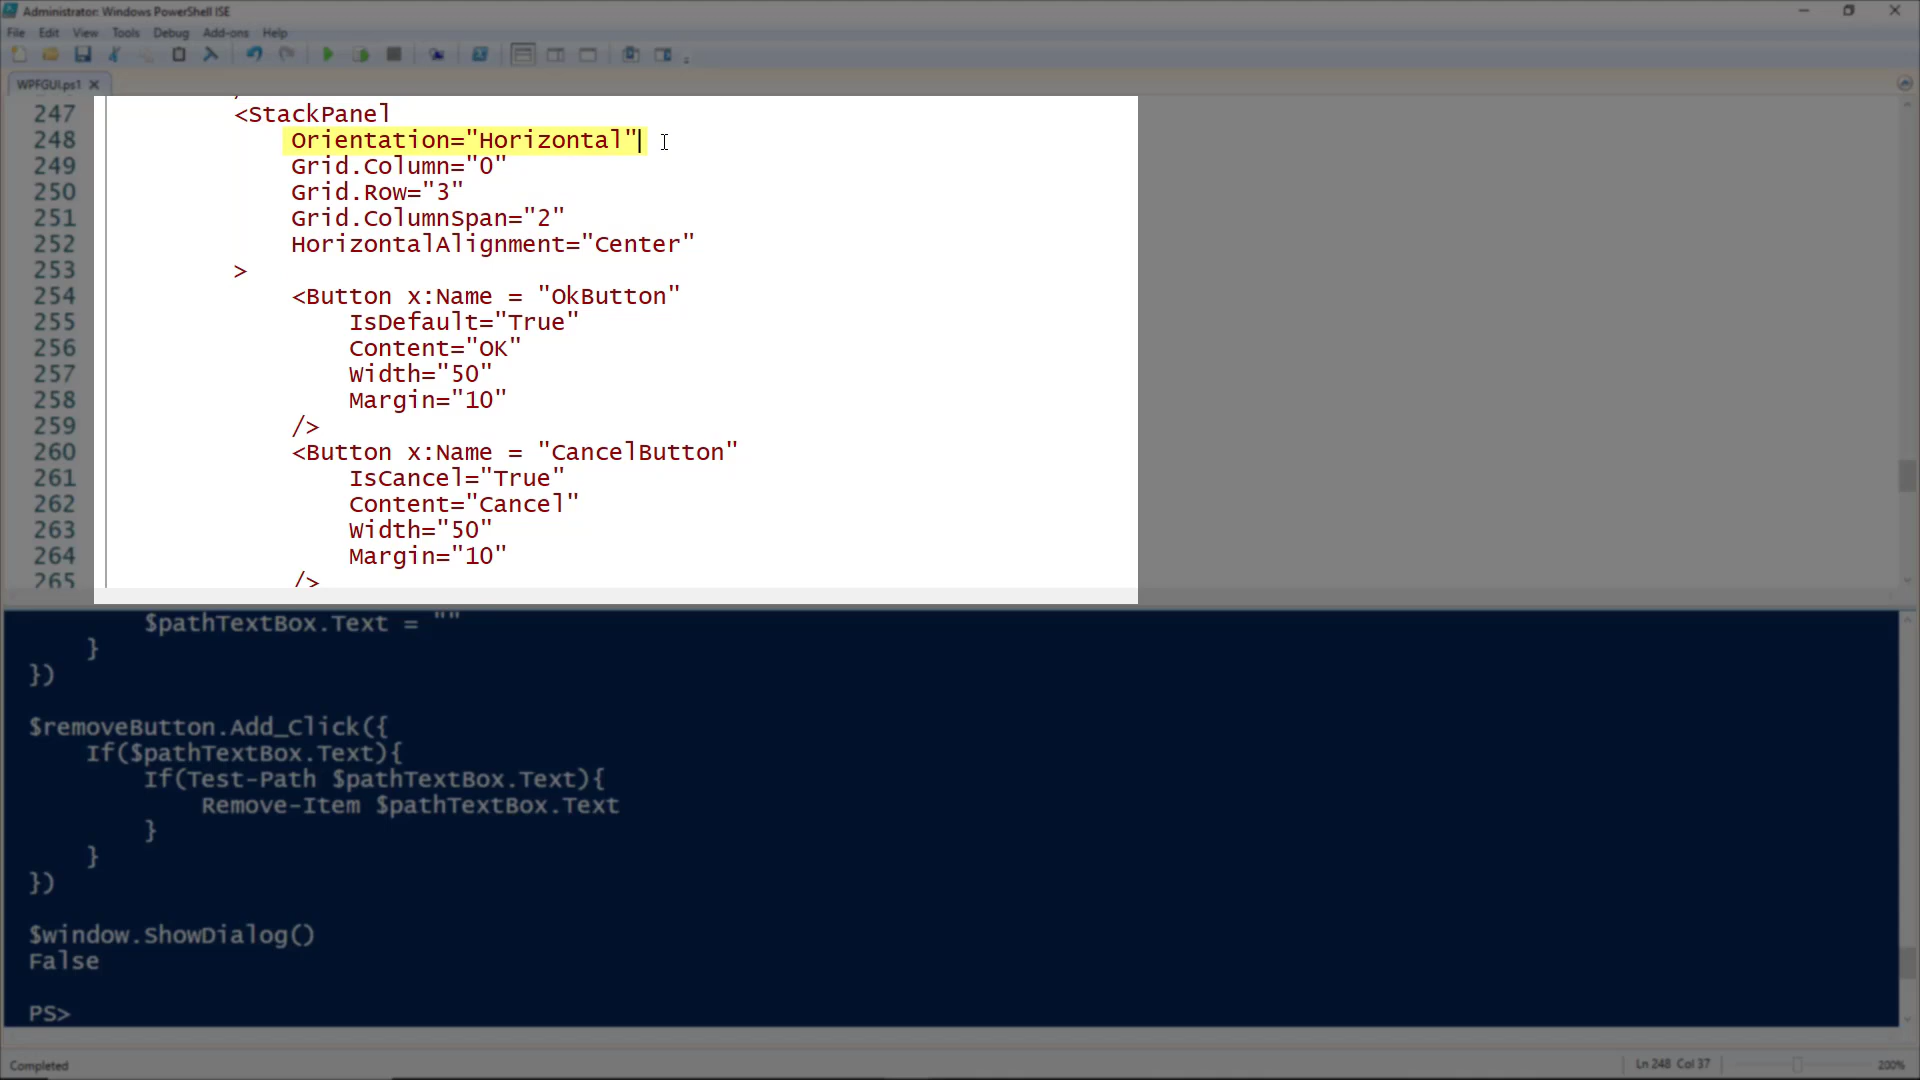 Administrator: Windows PowerShell ISE
File Edit View Tools Debug Add-ons Help
WPFGUI.ps1
247 <StackPanel
248 Orientation="Horizontal"
249 Grid.Column="0"
250 Grid.Row="3"
251 Grid.ColumnSpan="2"
252 HorizontalAlignment="Center"
253 >
254 <Button x:Name = "OkButton"
255 IsDefault="True"
256 Content="OK"
257 Width="50"
258 Margin="10"
259 />
260 <Button x:Name = "CancelButton"
261 IsCancel="True"
262 Content="Cancel"
263 Width="50"
264 Margin="10"
265 />
$pathTextBox.Text = ""
}
})
$removeButton.Add_Click({
If($pathTextBox.Text){
If(Test-Path $pathTextBox.Text){
Remove-Item $pathTextBox.Text
}
}
})
$window.ShowDialog()
False
PS>
Completed Ln 248 Col 37 200%